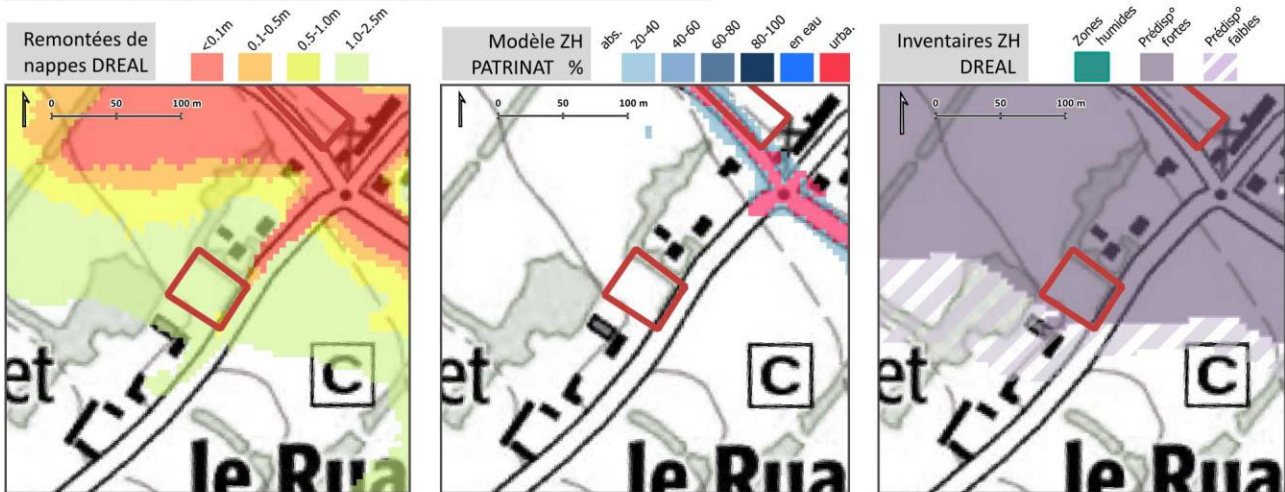 Remontées de
nappes DREAL
<0.1m
0.1-0.5m
0.5-1.0m
1.0-2.5m
0
50
100 m
et
C
le Rua
Modèle ZH
PATRINAT %
abs.
20-40
40-60
60-80
80-100
en eau
urba.
0
50
100 m
et
C
le Rua
Inventaires ZH
DREAL
Zones
humides
Prédisp°
fortes
Prédisp°
faibles
0
50
100 m
et
C
le Rua